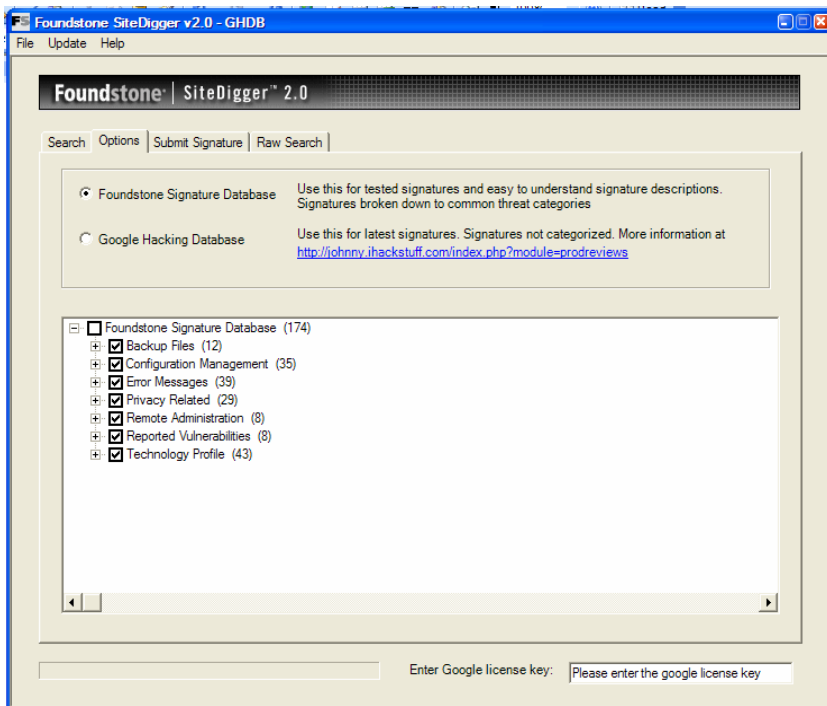 FS Foundstone SiteDigger v2.0 - GHDB
File Update Help
Foundstone | SiteDigger™ 2.0
Search Options Submit Signature Raw Search
Foundstone Signature Database
Use this for tested signatures and easy to understand signature descriptions.
Signatures broken down to common threat categories
Google Hacking Database
Use this for latest signatures. Signatures not categorized. More information at
http://johnny.ihackstuff.com/index.php?module=prodreviews
Foundstone Signature Database (174)
Backup Files (12)
Configuration Management (35)
Error Messages (39)
Privacy Related (29)
Remote Administration (8)
Reported Vulnerabilities (8)
Technology Profile (43)
Enter Google license key: Please enter the google license key